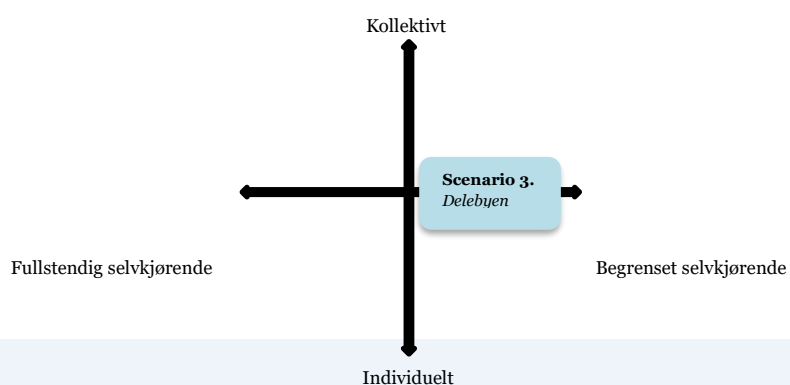 Kollektivt
Scenario 3.
Delebyen
Fullstendig selvkjørende
Begrenset selvkjørende
Individuelt